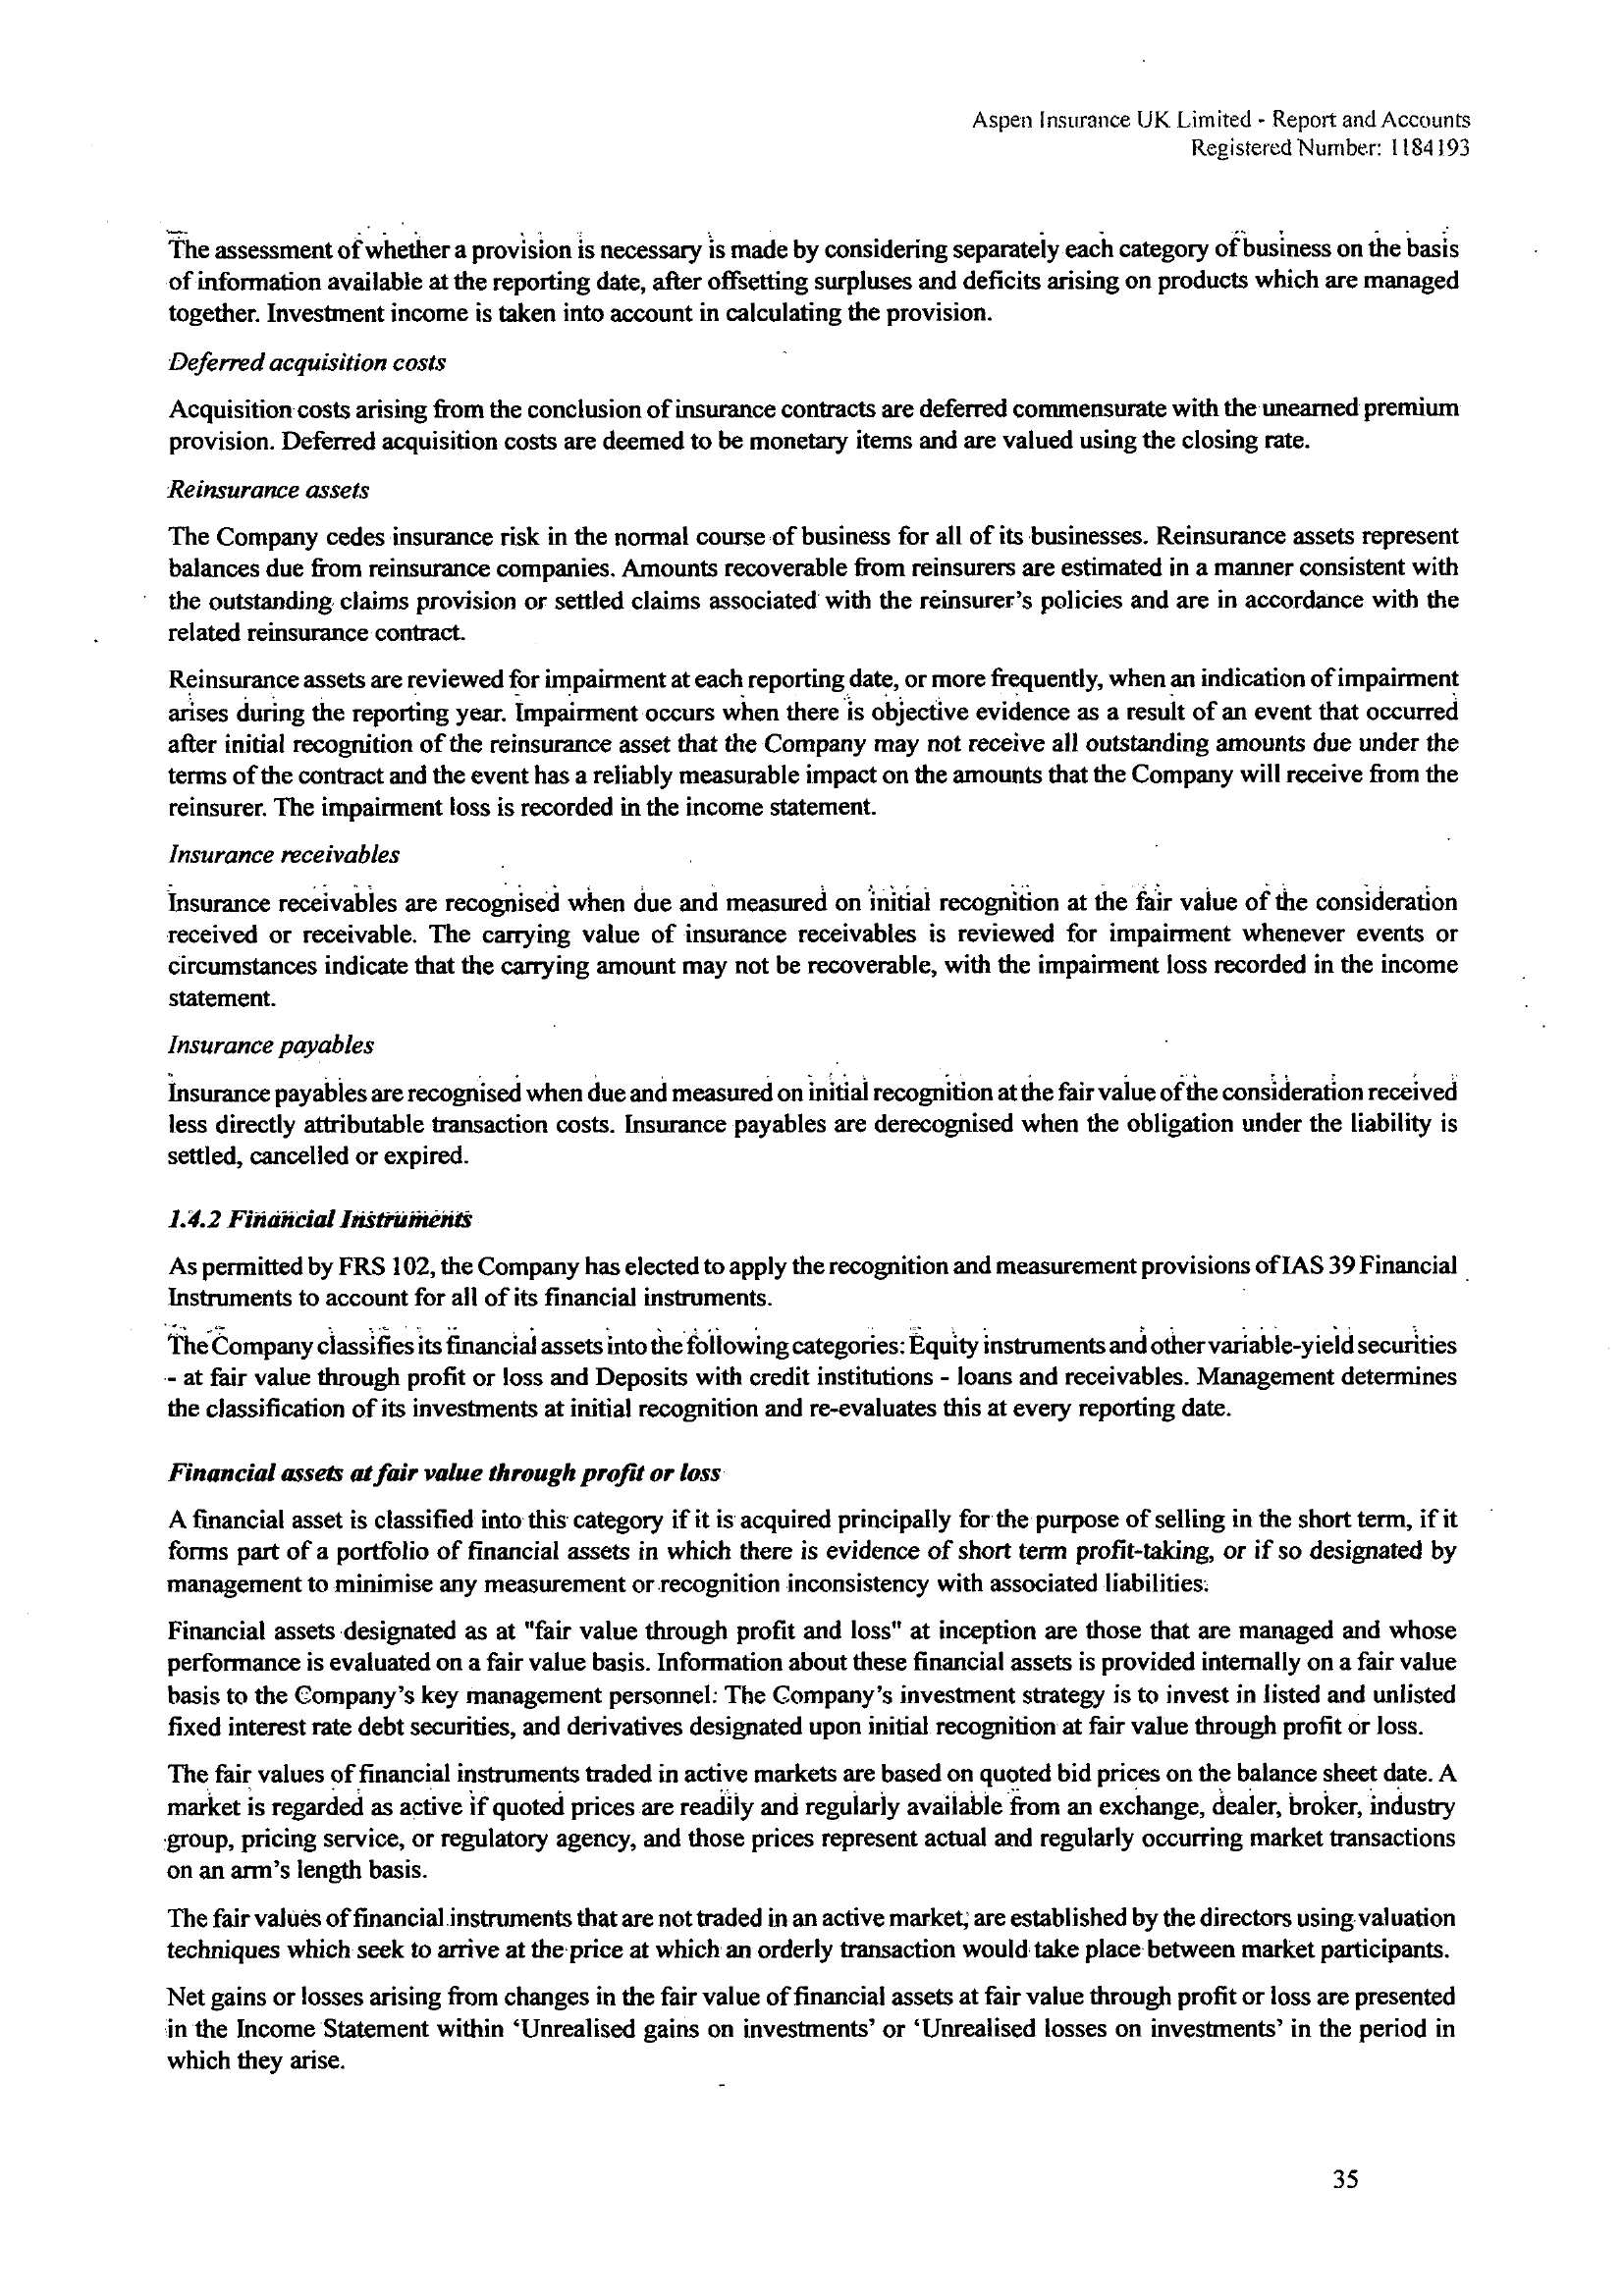 Aspen Insurance UK Limited - Report and Accounts
Registered Number: 1184193
The assessment of whether a provision is necessary is made by considering separately each category of business on the basis
of information available at the reporting date, after offsetting surpluses and deficits arising on products which are managed
together. Investment income is taken into account in calculating the provision.
Deferred acquisition costs
Acquisition costs arising from the conclusion of insurance contracts are deferred commensurate with the unearned premium
provision. Deferred acquisition costs are deemed to be monetary items and are valued using the closing rate.
Reinsurance assets
The Company cedes insurance risk in the normal course of business for all of its businesses. Reinsurance assets represent
balances due from reinsurance companies. Amounts recoverable from reinsurers are estimated in a manner consistent with
the outstanding claims provision or settled claims associated with the reinsurer's policies and are in accordance with the
related reinsurance contract.
Reinsurance assets are reviewed for impairment at each reporting date, or more frequently, when an indication of impairment
arises during the reporting year. Impairment occurs when there is objective evidence as a result of an event that occurred
after initial recognition of the reinsurance asset that the Company may not receive all outstanding amounts due under the
terms of the contract and the event has a reliably measurable impact on the amounts that the Company will receive from the
reinsurer. The impairment loss is recorded in the income statement.
Insurance receivables
Insurance receivables are recognised when due and measured on initial recognition at the fair value of the consideration
received or receivable. The carrying value of insurance receivables is reviewed for impairment whenever events or
circumstances indicate that the carrying amount may not be recoverable, with the impairment loss recorded in the income
statement.
Insurance payables
Insurance payables are recognised when due and measured on initial recognition at the fair value of the consideration received
less directly attributable transaction costs. Insurance payables are derecognised when the obligation under the liability is
settled, cancelled or expired.
1.4.2 Financial Instruments
As permitted by FRS 102, the Company has elected to apply the recognition and measurement provisions of IAS 39 Financial
Instruments to account for all of its financial instruments.
The Company classifies its financial assets into the following categories: Equity instruments and other variable-yield securities
- at fair value through profit or loss and Deposits with credit institutions - loans and receivables. Management determines
the classification of its investments at initial recognition and re-evaluates this at every reporting date.
Financial assets at fair value through profit or loss
A financial asset is classified into this category if it is acquired principally for the purpose of selling in the short term, if it
forms part of a portfolio of financial assets in which there is evidence of short term profit-taking, or if so designated by
management to minimise any measurement or recognition inconsistency with associated liabilities.
Financial assets designated as at "fair value through profit and loss" at inception are those that are managed and whose
performance is evaluated on a fair value basis. Information about these financial assets is provided internally on a fair value
basis to the Company's key management personnel. The Company's investment strategy is to invest in listed and unlisted
fixed interest rate debt securities, and derivatives designated upon initial recognition at fair value through profit or loss.
The fair values of financial instruments traded in active markets are based on quoted bid prices on the balance sheet date. A
market is regarded as active if quoted prices are readily and regularly available from an exchange, dealer, broker, industry
group, pricing service, or regulatory agency, and those prices represent actual and regularly occurring market transactions
on an arm's length basis.
The fair values of financial instruments that are not traded in an active market, are established by the directors using valuation
techniques which seek to arrive at the price at which an orderly transaction would take place between market participants.
Net gains or losses arising from changes in the fair value of financial assets at fair value through profit or loss are presented
in the Income Statement within 'Unrealised gains on investments' or 'Unrealised losses on investments' in the period in
which they arise.
35